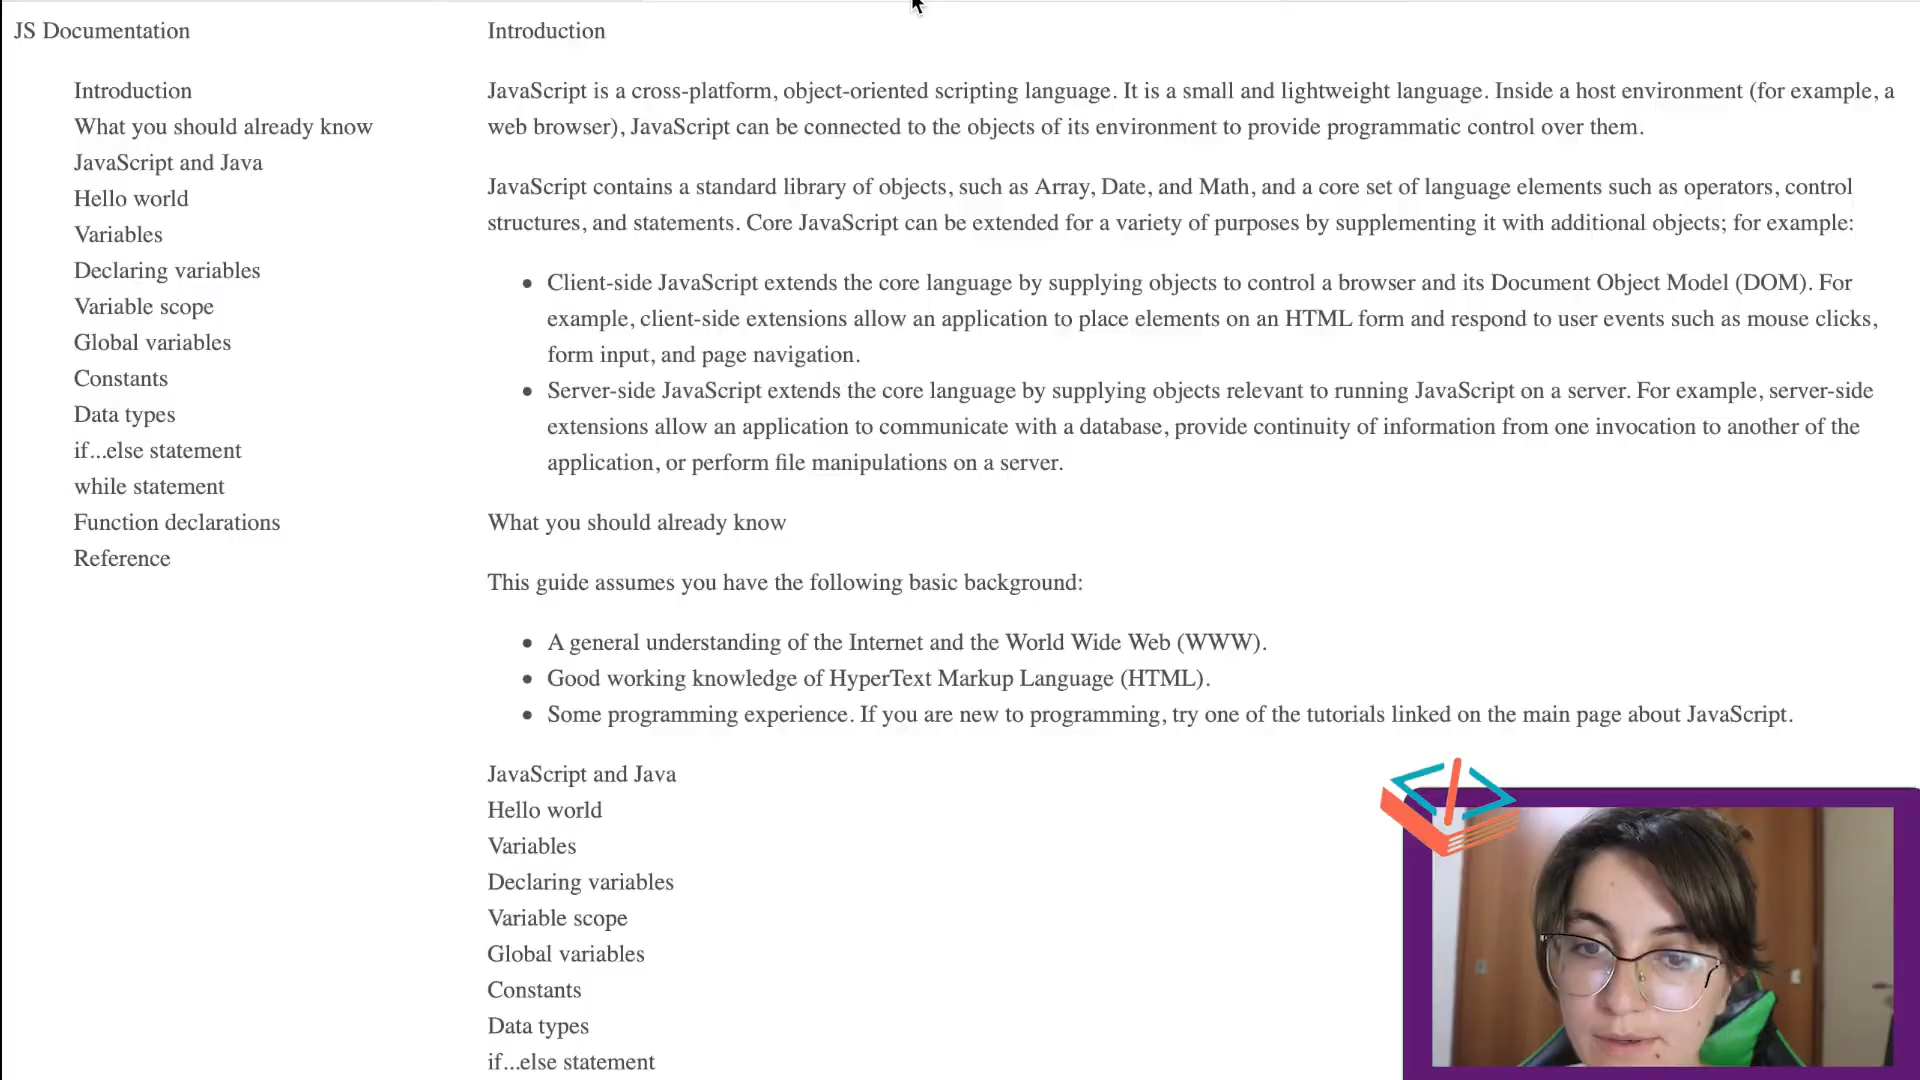 JS Documentation
Introduction
What you should already know
JavaScript and Java
Hello world
Variables
Declaring variables
Variable scope
Global variables
Constants
Data types
if...else statement
while statement
Function declarations
Reference
Introduction
JavaScript is a cross-platform, object-oriented scripting language. It is a small and lightweight language. Inside a host environment (for example, a
web browser), JavaScript can be connected to the objects of its environment to provide programmatic control over them.
JavaScript contains a standard library of objects, such as Array, Date, and Math, and a core set of language elements such as operators, control
structures, and statements. Core JavaScript can be extended for a variety of purposes by supplementing it with additional objects; for example:
• Client-side JavaScript extends the core language by supplying objects to control a browser and its Document Object Model (DOM). For
example, client-side extensions allow an application to place elements on an HTML form and respond to user events such as mouse clicks,
form input, and page navigation.
• Server-side JavaScript extends the core language by supplying objects relevant to running JavaScript on a server. For example, server-side
extensions allow an application to communicate with a database, provide continuity of information from one invocation to another of the
application, or perform file manipulations on a server.
What you should already know
This guide assumes you have the following basic background:
• A general understanding of the Internet and the World Wide Web (WWW).
• Good working knowledge of HyperText Markup Language (HTML).
• Some programming experience. If you are new to programming, try one of the tutorials linked on the main page about JavaScript.
JavaScript and Java
Hello world
Variables
Declaring variables
Variable scope
Global variables
Constants
Data types
if...else statement